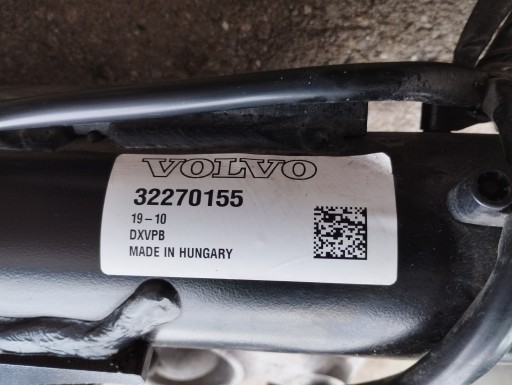 VOLVO
32270155
19-10
DXVPB
MADE IN HUNGARY